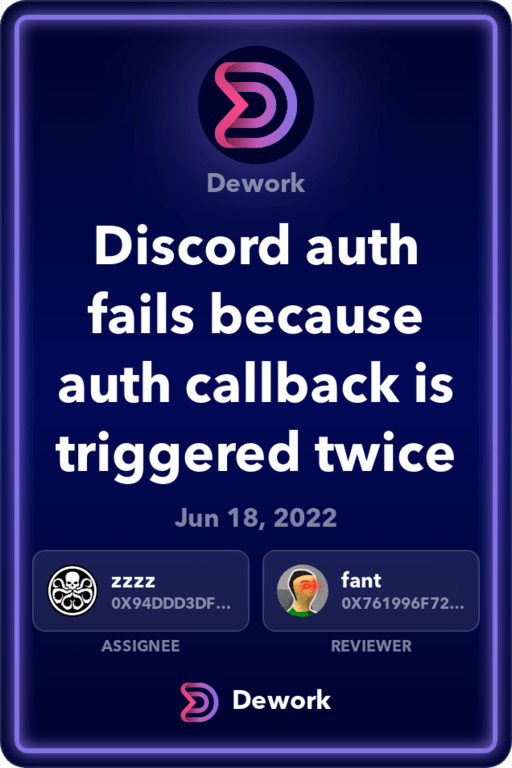 Dework
Discord auth
fails because
auth callback is
triggered twice
Jun 18, 2022
zzzz
0X94DDD3DF...
ASSIGNEE
fant
0X761996F72...
REVIEWER
Dework